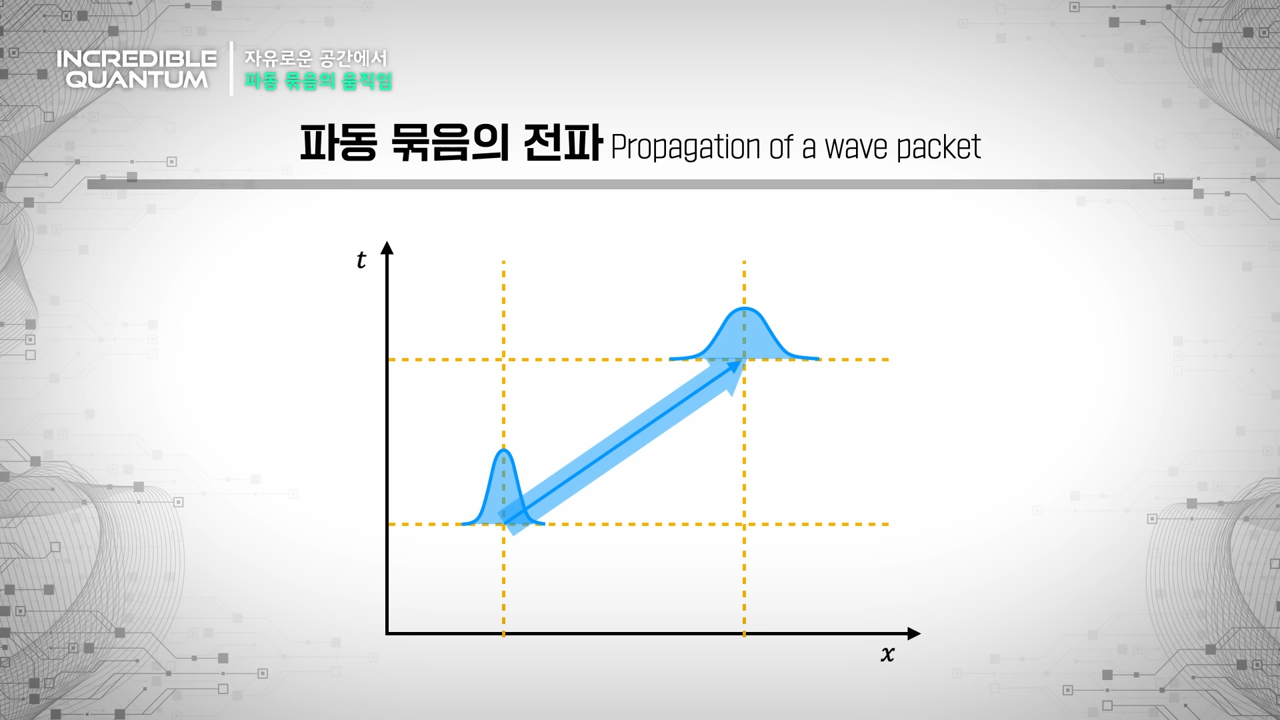 INCREDIBLE
QUANTUM
자유로운 공간에서
파동 묶음의 움직임
파동 묶음의 전파 Propagation of a wave packet
t
x